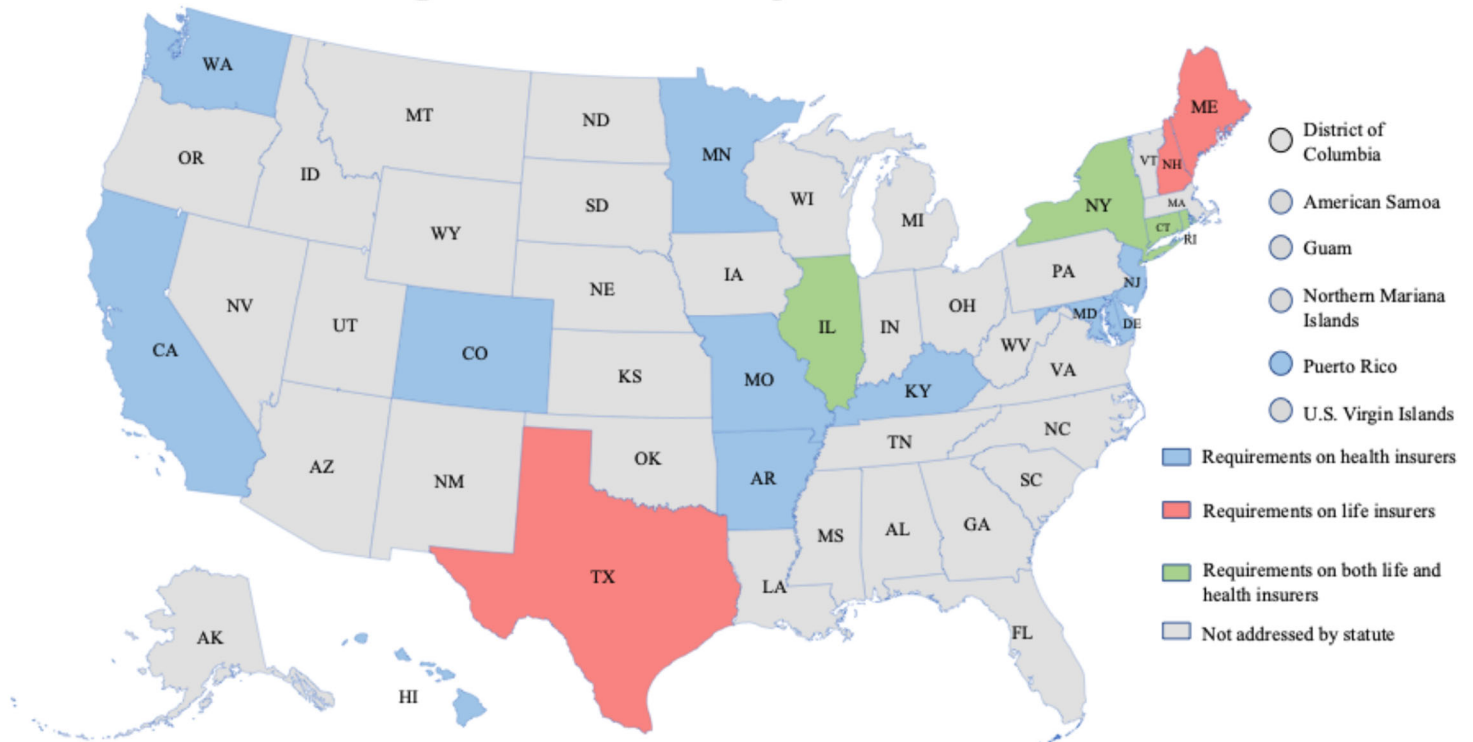 WA
MT
ND
MN
OR
ID
SD
WY
WI
MI
VT
NH
ME
NY
MA
CT
RI
IA
NE
PA
NJ
NV
UT
CO
IL
IN
OH
MD
DE
WV
CA
KS
MO
KY
VA
AZ
NM
OK
AR
TN
NC
SC
MS
AL
GA
TX
LA
FL
AK
HI
District of
Columbia
American Samoa
Guam
Northern Mariana
Islands
Puerto Rico
U.S. Virgin Islands
Requirements on health insurers
Requirements on life insurers
Requirements on both life and
health insurers
Not addressed by statute